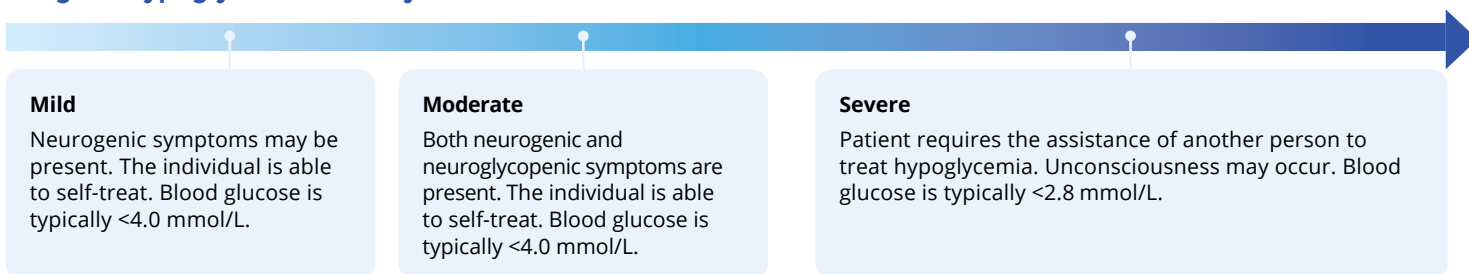 Mild
Neurogenic symptoms may be
present. The individual is able
to self-treat. Blood glucose is
typically <4.0 mmol/L.
Moderate
Both neurogenic and
neuroglycopenic symptoms are
present. The individual is able
to self-treat. Blood glucose is
typically <4.0 mmol/L.
Severe
Patient requires the assistance of another person to
treat hypoglycemia. Unconsciousness may occur. Blood
glucose is typically <2.8 mmol/L.